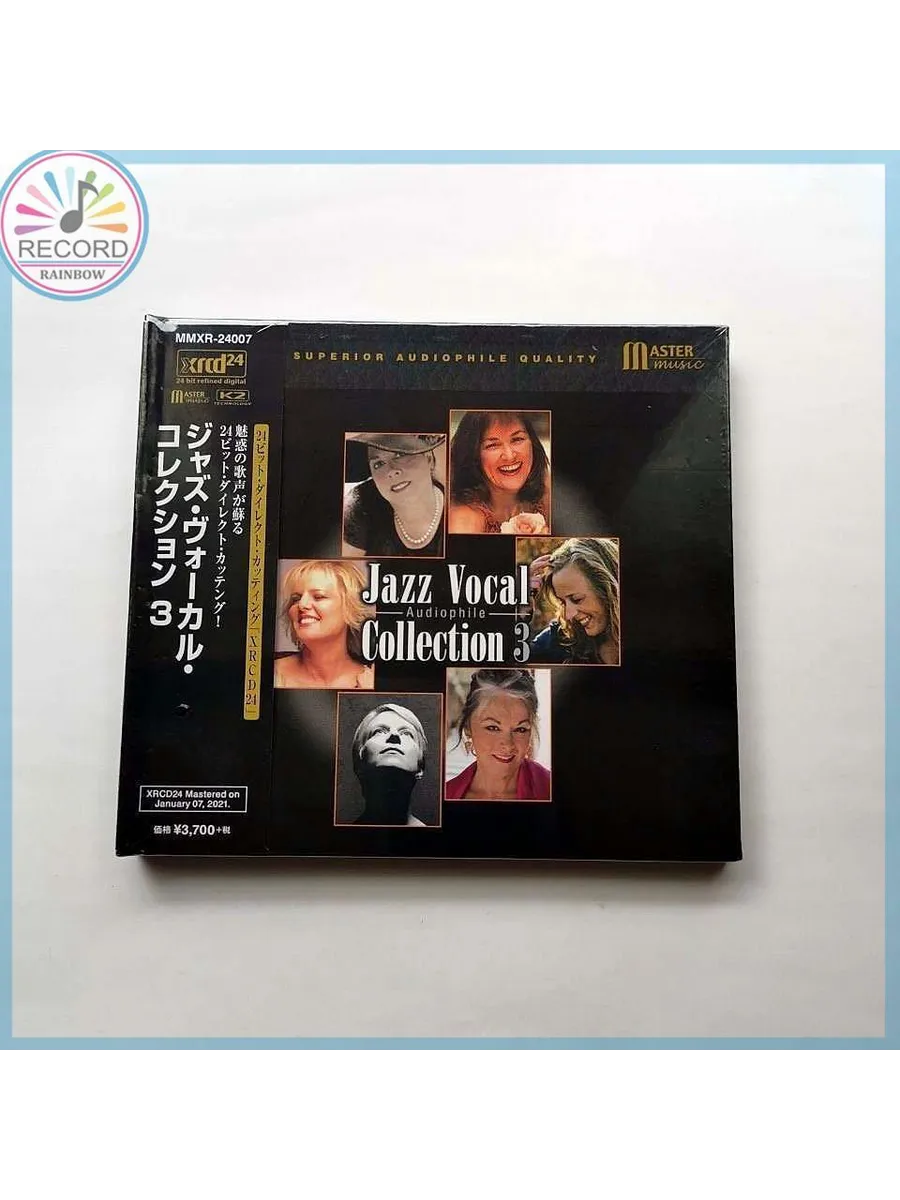 RECORD
RAINBOW
MMXR-24007
xrcd24
24 bit refined digital
MASTER
music
K2
TECHNOLOGY
24ビット・ダイレクト・カッティング「XRCD24」
魅惑の歌声が蘇る
24ビット・ダイレクト・カッテング！
ジャズ・ヴォーカル・
コレクション 3
XRCD24 Mastered on
January 07, 2021.
価格 ¥3,700+税
SUPERIOR AUDIOPHILE QUALITY
MASTER
music
Jazz Vocal
Audiophile
Collection 3